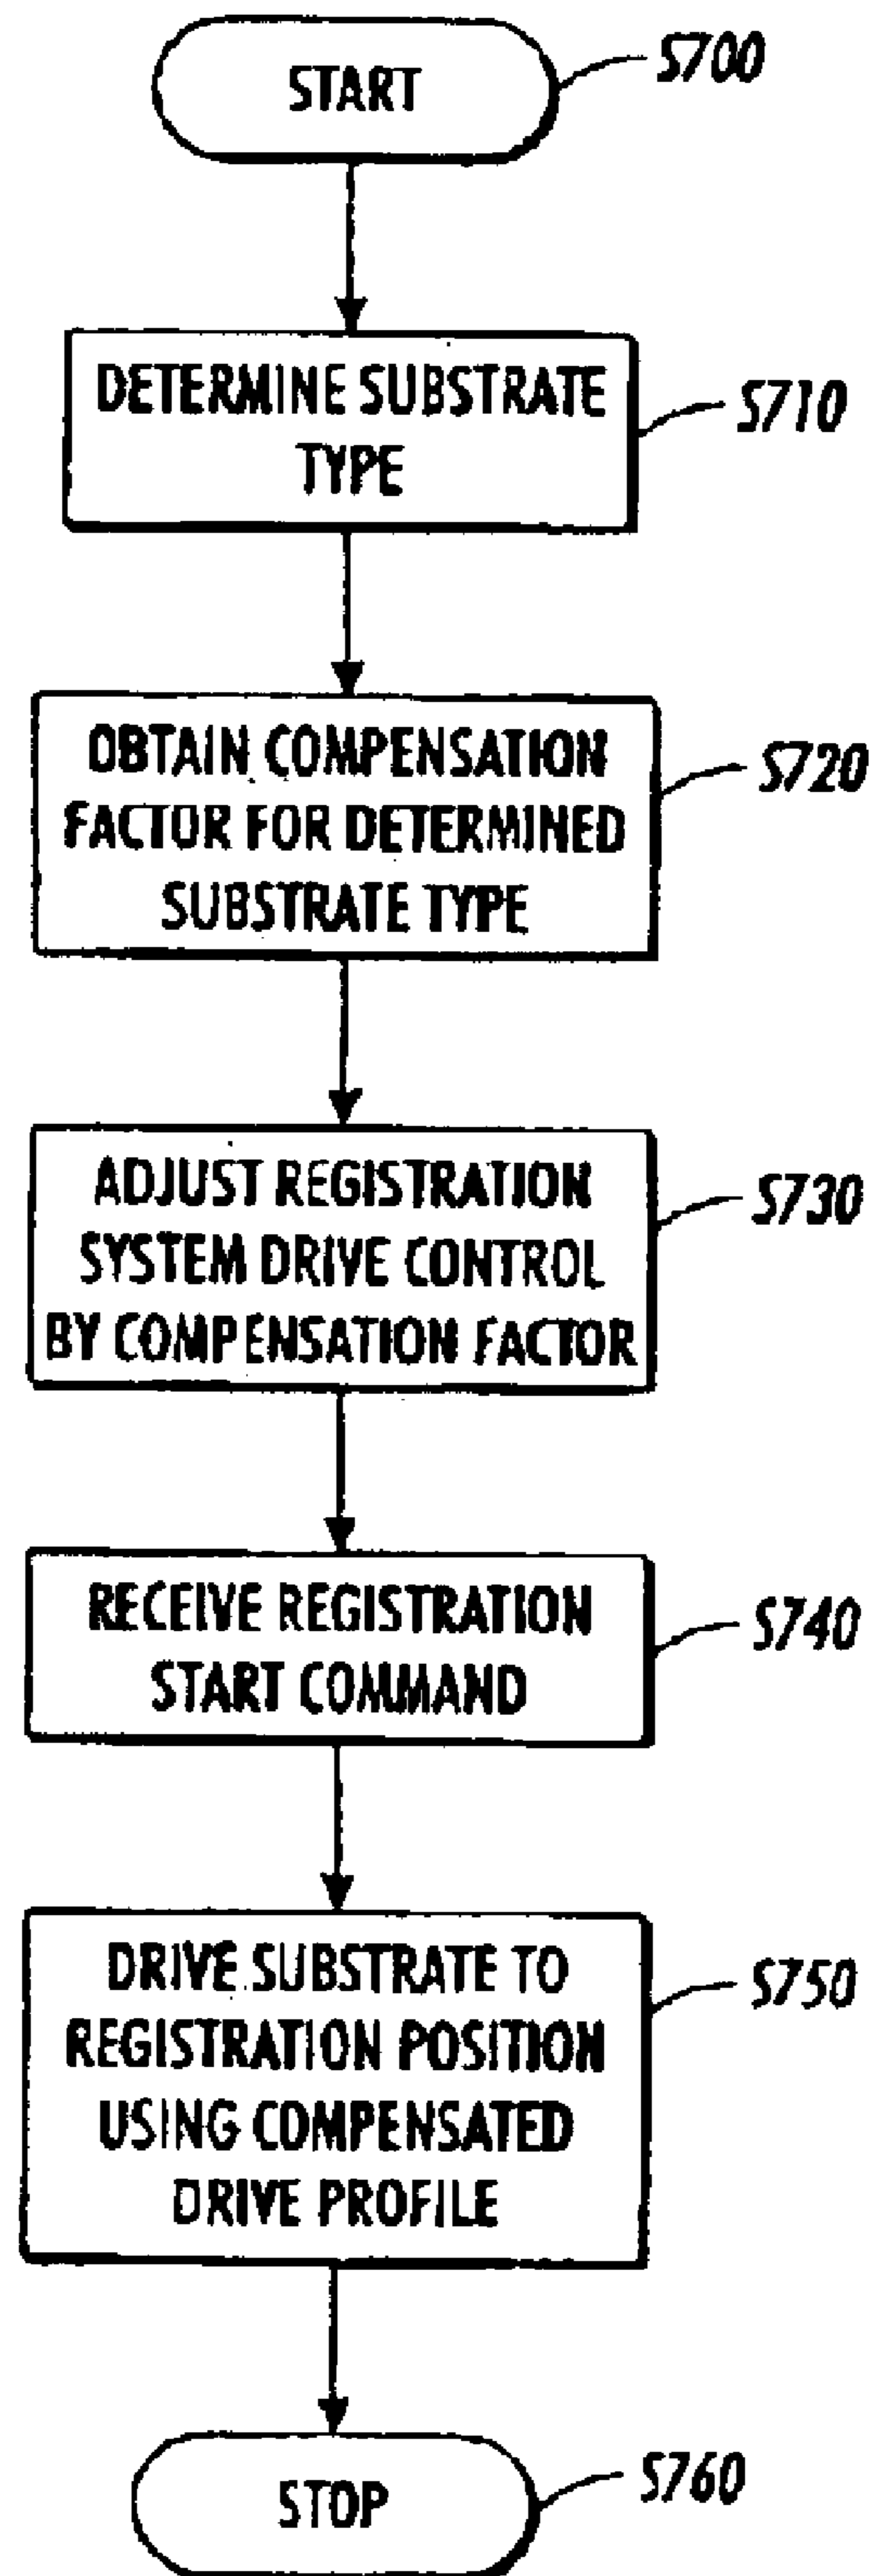 START
S700
DETERMINE SUBSTRATE
TYPE
S710
OBTAIN COMPENSATION
FACTOR FOR DETERMINED
SUBSTRATE TYPE
S720
ADJUST REGISTRATION
SYSTEM DRIVE CONTROL
BY COMPENSATION FACTOR
S730
RECEIVE REGISTRATION
START COMMAND
S740
DRIVE SUBSTRATE TO
REGISTRATION POSITION
USING COMPENSATED
DRIVE PROFILE
S750
STOP
S760